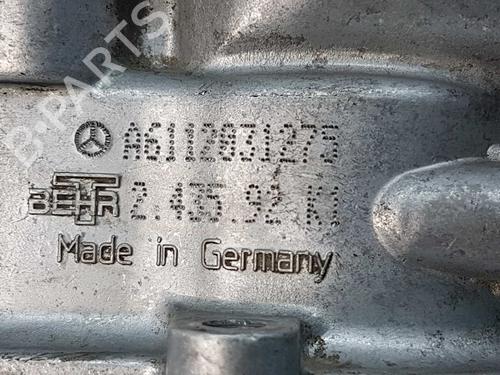 B-PARTS
A6112031275
BEHR 2.435.92 K1
Made in Germany